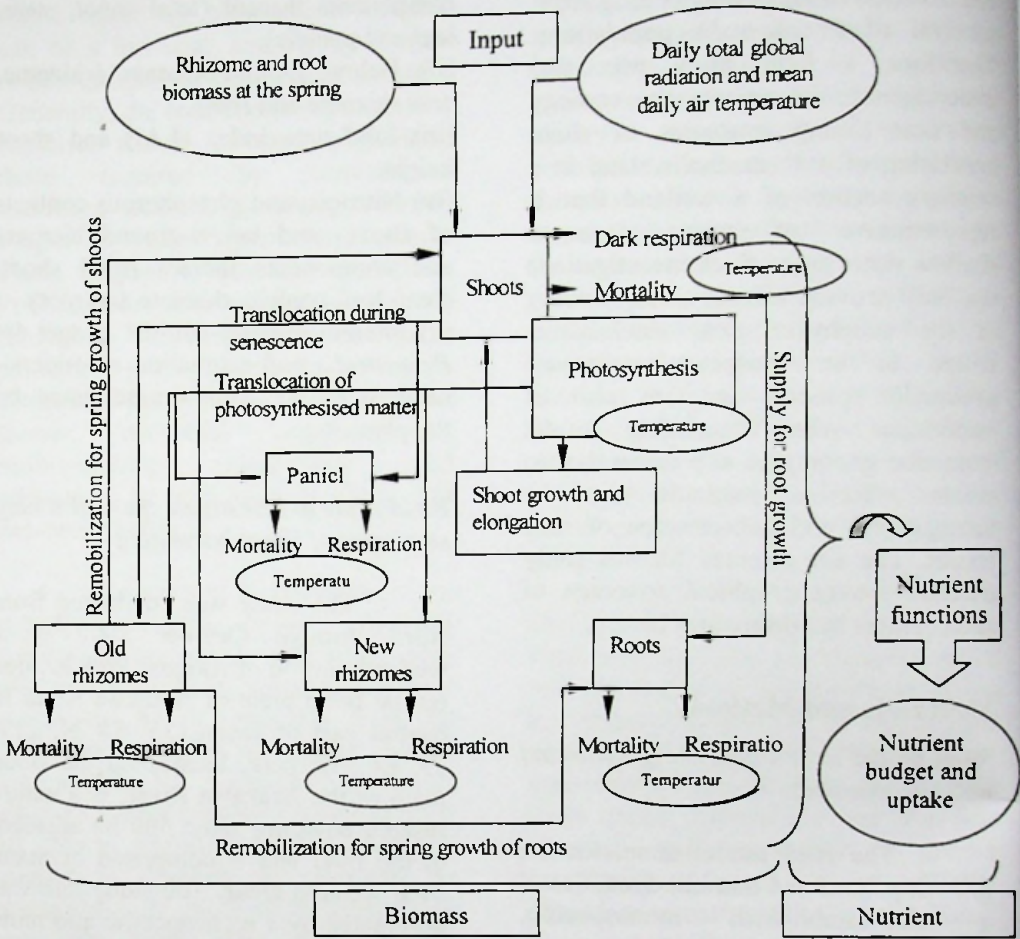 Input
Rhizome and root
biomass at the spring
Daily total global
radiation and mean
daily air temperature
Remobilization for spring growth of shoots
Shoots
Dark respiration
Temperature
Mortality
Translocation during
senescence
Translocation of
photosynthesised matter
Photosynthesis
Temperature
Supply for root growth
Panicl
Mortality Respiration
Temperatu
Shoot growth and
elongation
Old
rhizomes
New
rhizomes
Roots
Nutrient
functions
Mortality Respiration
Temperature
Mortality Respiration
Temperature
Mortality Respiratio
Temperatur
Nutrient
budget and
uptake
Remobilization for spring growth of roots
Biomass
Nutrient